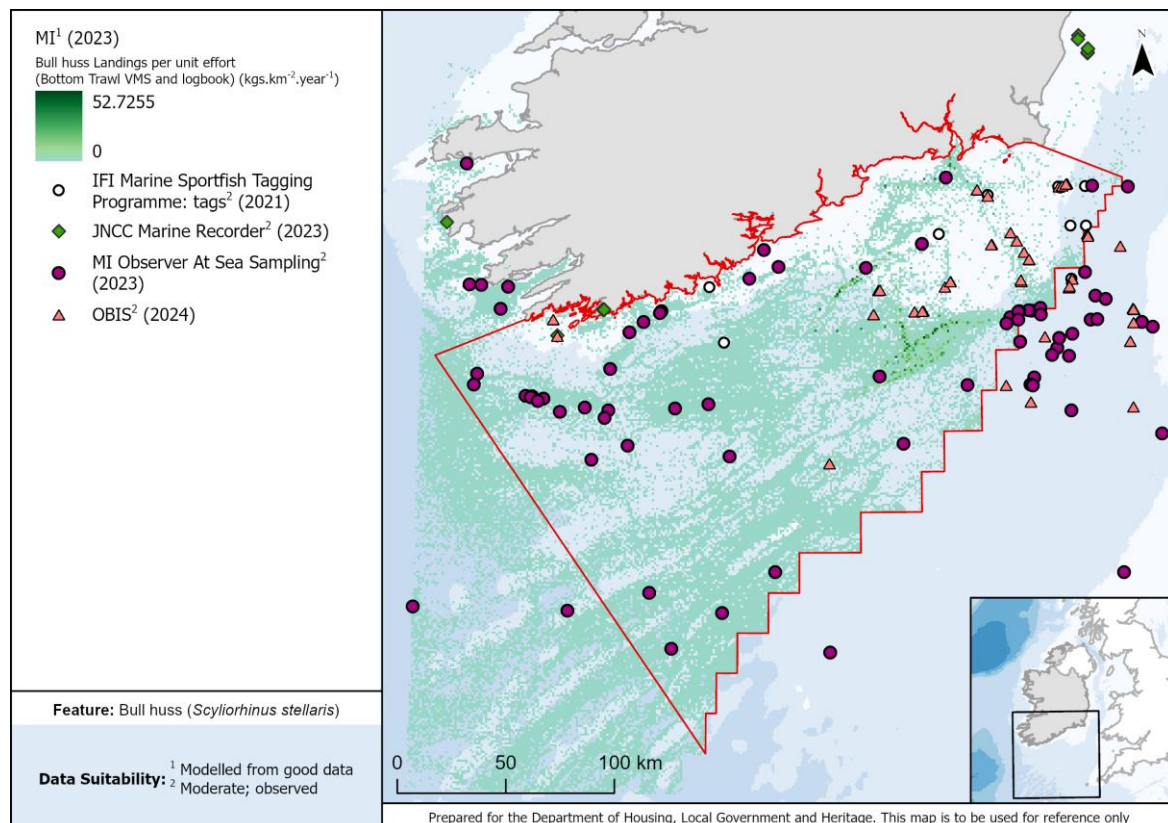 MI¹ (2023)
Bull huss Landings per unit effort
(Bottom Trawl VMS and logbook) (kgs.km⁻².year⁻¹)
52.7255
0
IFI Marine Sportfish Tagging
Programme: tags² (2021)
JNCC Marine Recorder² (2023)
MI Observer At Sea Sampling²
(2023)
OBIS² (2024)
Feature: Bull huss (Scyliorhinus stellaris)
Data Suitability: ¹ Modelled from good data
² Moderate; observed
N
0 50 100 km
Prepared for the Department of Housing, Local Government and Heritage. This map is to be used for reference only